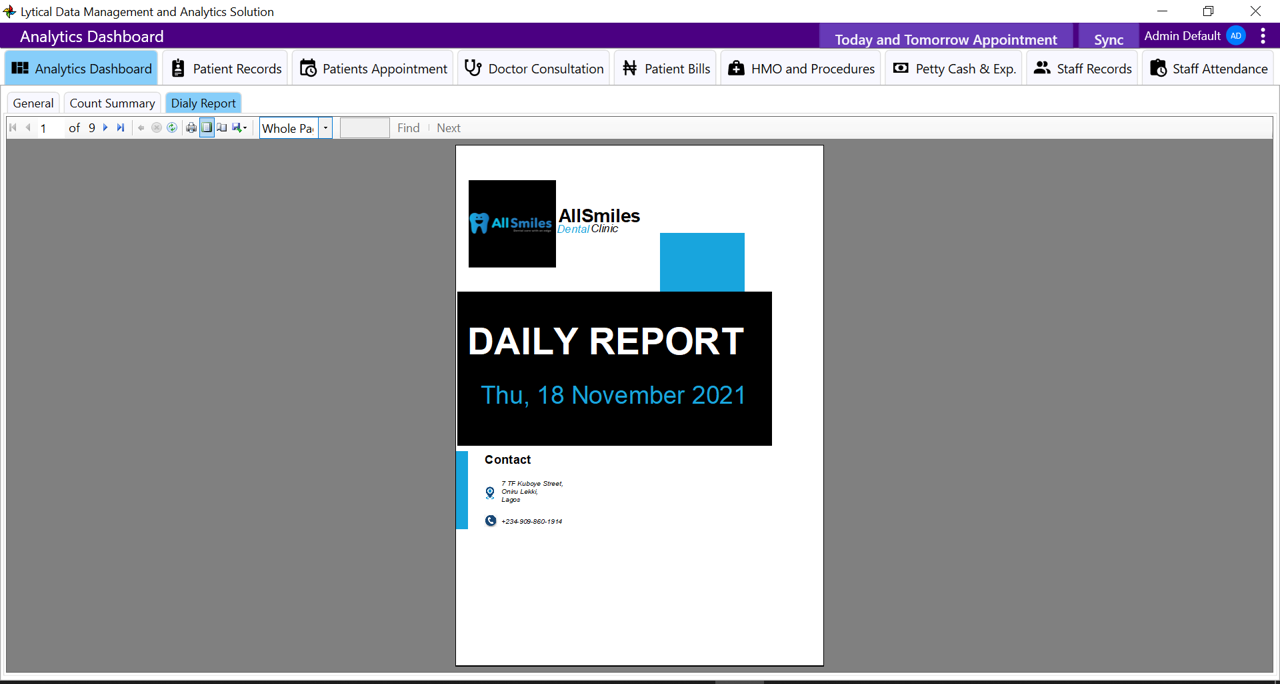 Lytical Data Management and Analytics Solution
Analytics Dashboard
Today and Tomorrow Appointment
Sync
Admin Default
AD
Analytics Dashboard
Patient Records
Patients Appointment
Doctor Consultation
Patient Bills
HMO and Procedures
Petty Cash & Exp.
Staff Records
Staff Attendance
General
Count Summary
Dialy Report
1 of 9
Whole Pa
Find
Next
AllSmiles
AllSmiles
Dental Clinic
DAILY REPORT
Thu, 18 November 2021
Contact
7 TF Kuboye Street,
Oniru Lekki,
Lagos
+234-909-860-1914